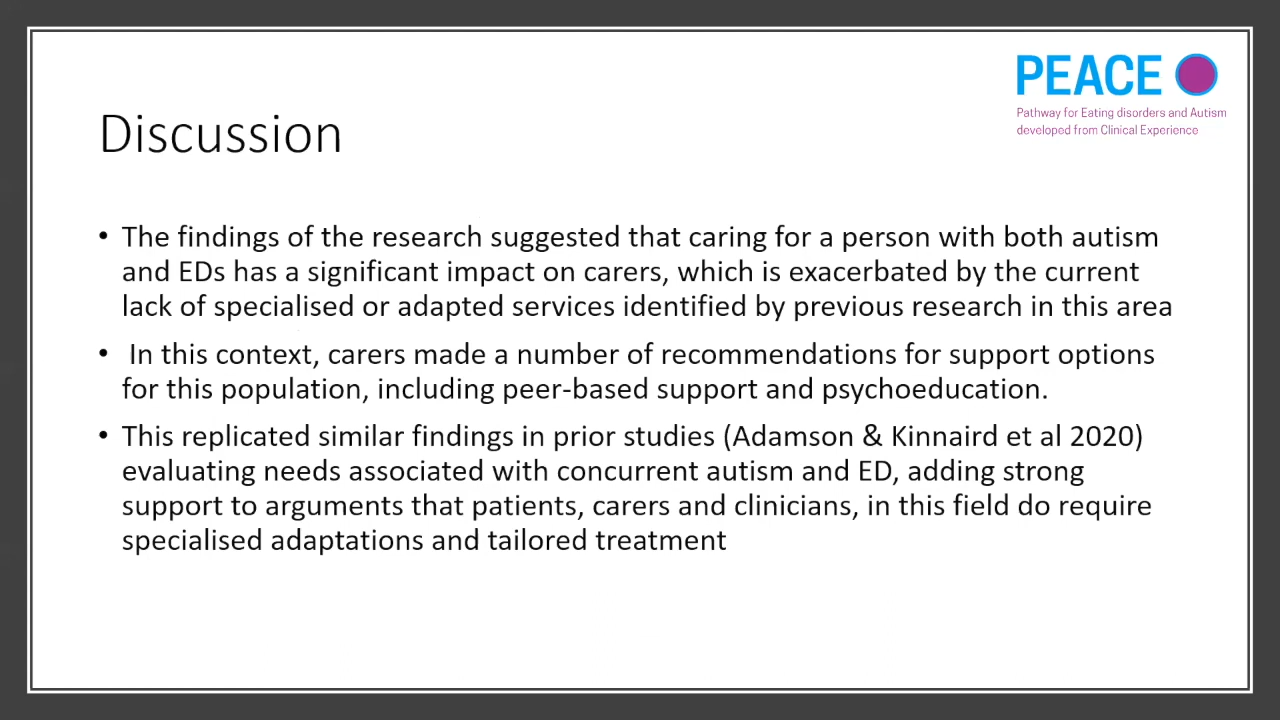 PEACE
Pathway for Eating disorders and Autism
developed from Clinical Experience
Discussion
• The findings of the research suggested that caring for a person with both autism
and EDs has a significant impact on carers, which is exacerbated by the current
lack of specialised or adapted services identified by previous research in this area
• In this context, carers made a number of recommendations for support options
for this population, including peer-based support and psychoeducation.
• This replicated similar findings in prior studies (Adamson & Kinnaird et al 2020)
evaluating needs associated with concurrent autism and ED, adding strong
support to arguments that patients, carers and clinicians, in this field do require
specialised adaptations and tailored treatment